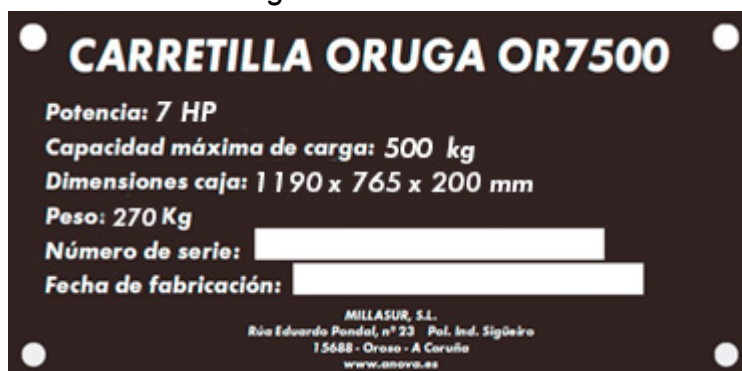 CARRETILLA ORUGA OR7500
Potencia: 7 HP
Capacidad máxima de carga: 500 kg
Dimensiones caja: 1190 x 765 x 200 mm
Peso: 270 Kg
Número de serie:
Fecha de fabricación:
MILLASUR, S.L.
Rúa Eduardo Pondal, nº 23 Pol. Ind. Sigüeiro
15688 - Oroso - A Coruña
www.anova.es